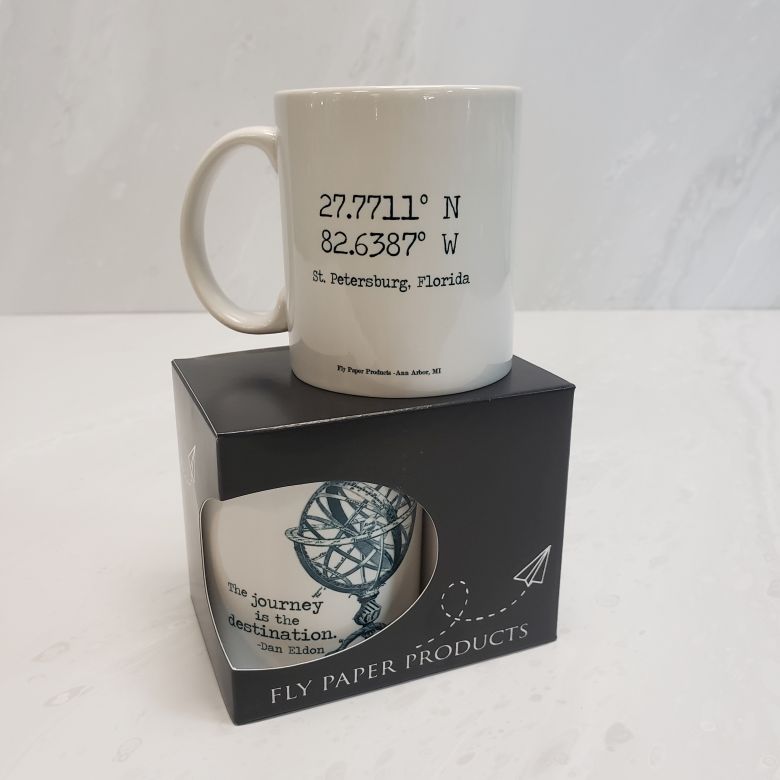 27.7711° N
82.6387° W
St. Petersburg, Florida
Fly Paper Products -Ann Arbor, MI
The journey
is the
destination.
-Dan Eldon
FLY PAPER PRODUCTS